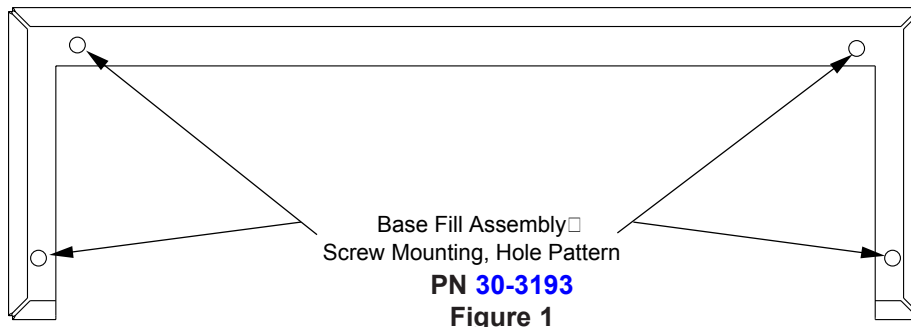 Base Fill Assembly□
Screw Mounting, Hole Pattern
PN 30-3193
Figure 1